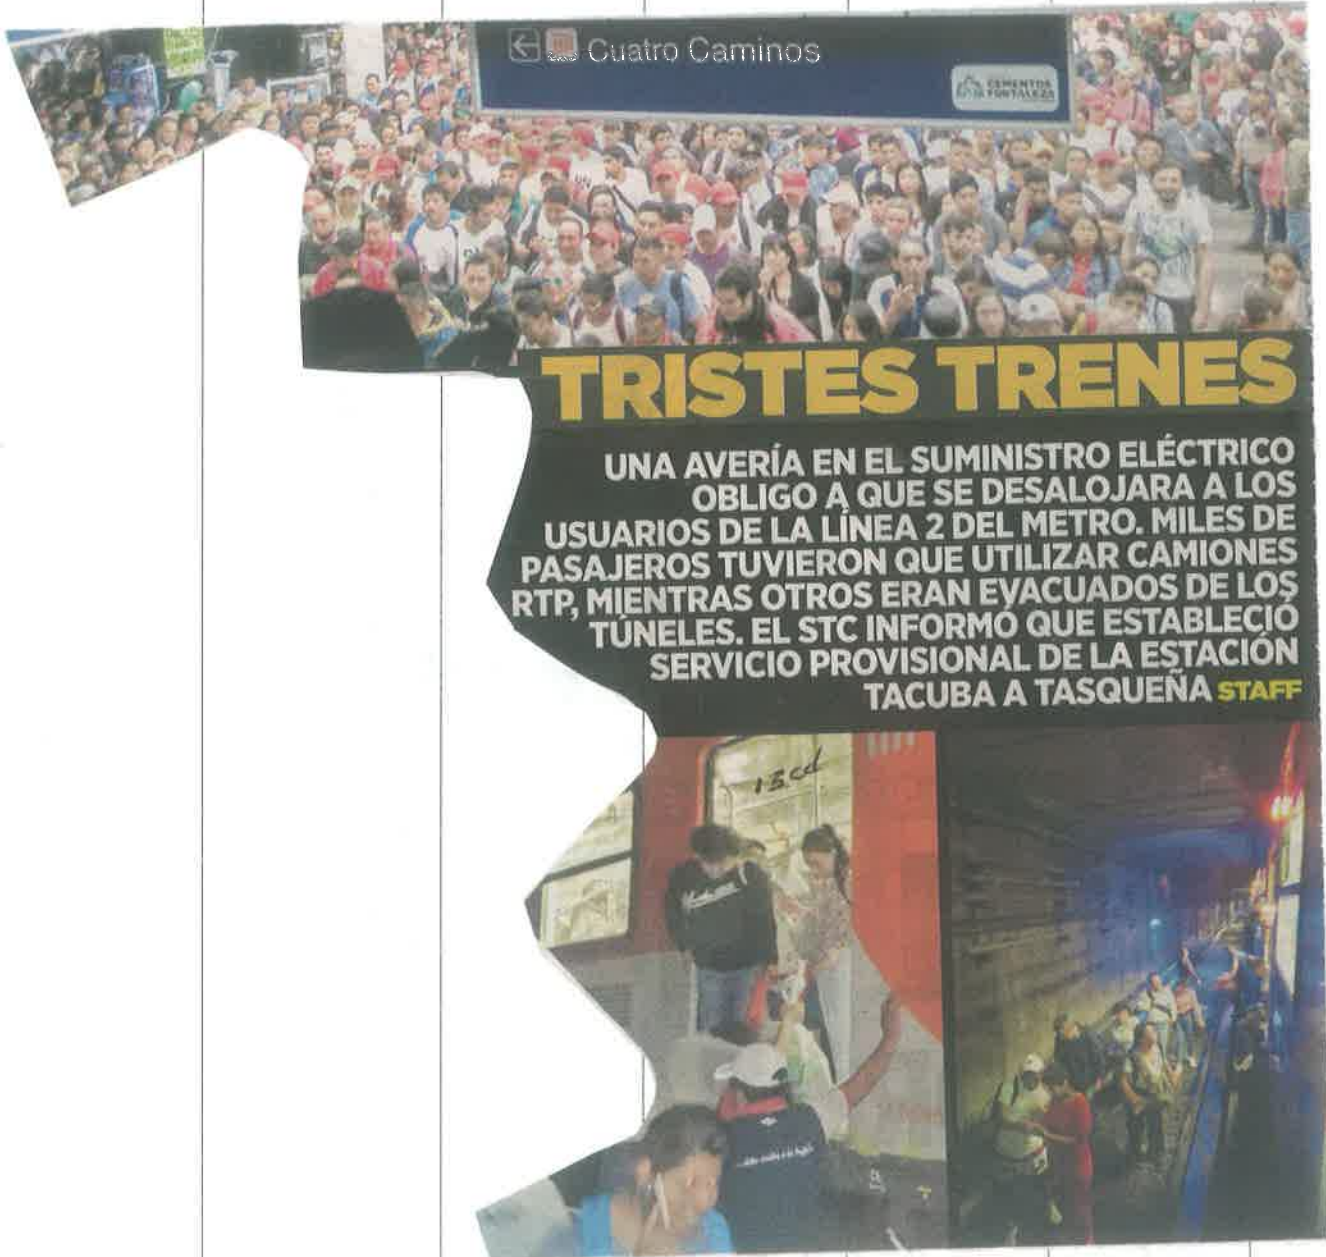 Cuatro Caminos
CEMENTOS
FORTALEZA
TRISTES TRENES
UNA AVERÍA EN EL SUMINISTRO ELÉCTRICO
OBLIGO A QUE SE DESALOJARA A LOS
USUARIOS DE LA LÍNEA 2 DEL METRO. MILES DE
PASAJEROS TUVIERON QUE UTILIZAR CAMIONES
RTP, MIENTRAS OTROS ERAN EVACUADOS DE LOS
TÚNELES. EL STC INFORMÓ QUE ESTABLECIÓ
SERVICIO PROVISIONAL DE LA ESTACIÓN
TACUBA A TASQUEÑA STAFF